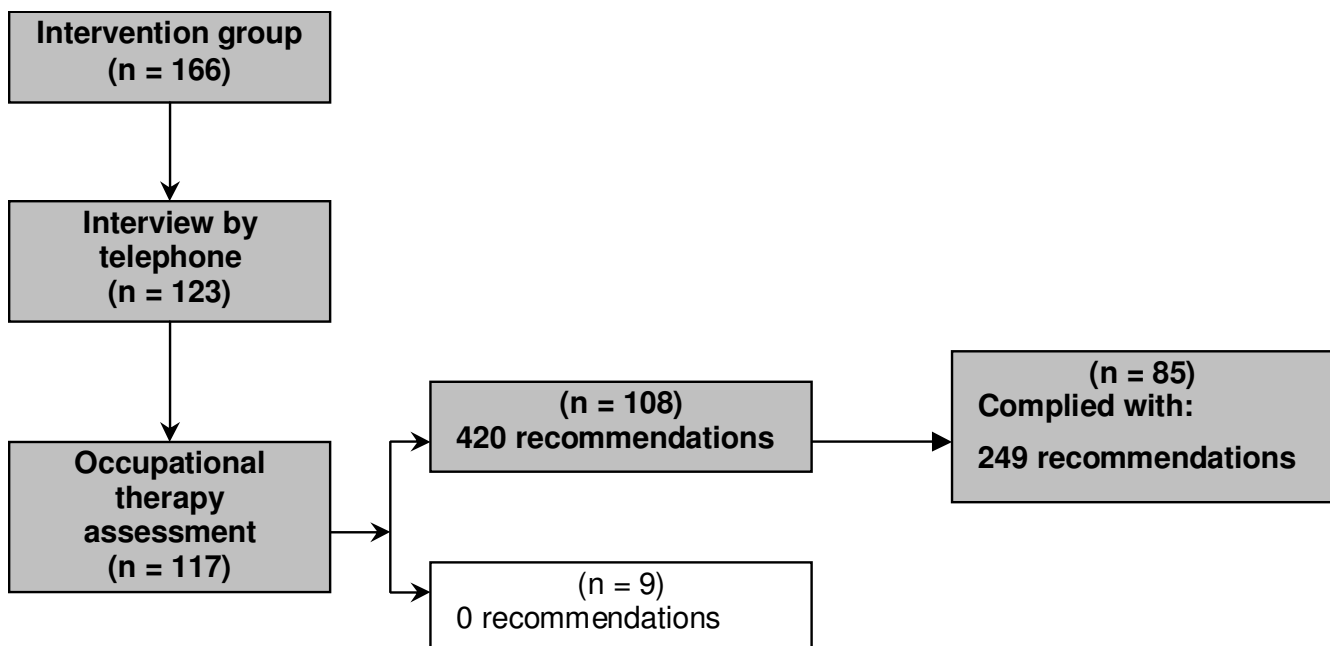 Intervention group
(n = 166)
Interview by
telephone
(n = 123)
Occupational
therapy
assessment
(n = 117)
(n = 108)
420 recommendations
(n = 9)
0 recommendations
(n = 85)
Complied with:
249 recommendations